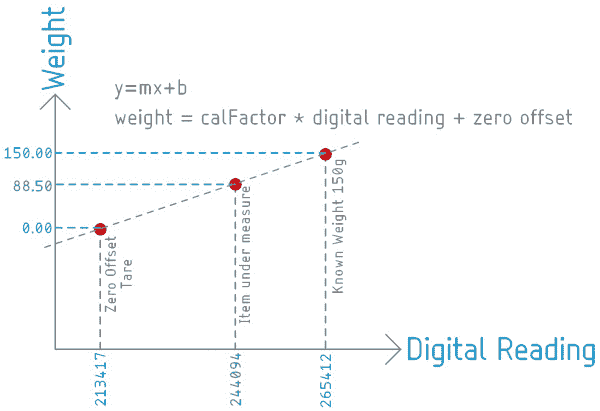 Weight
y=mx+b
weight = calFactor * digital reading + zero offset
150.00
88.50
0.00
Zero Offset
Tare
Item under measure
Known Weight 150g
213417
244094
265412
Digital Reading